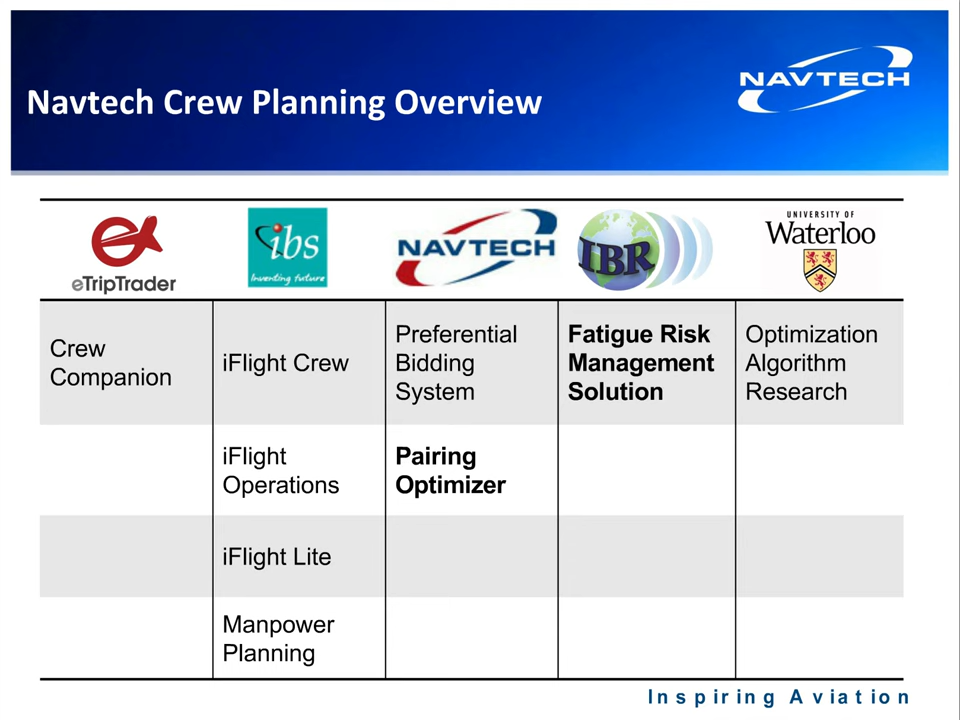 Navtech Crew Planning Overview
NAVTECH
eTripTrader
ibs
Inventing future
NAVTECH
IBR
UNIVERSITY OF
Waterloo
Crew
Companion
iFlight Crew
Preferential
Bidding
System
Fatigue Risk
Management
Solution
Optimization
Algorithm
Research
iFlight
Operations
Pairing
Optimizer
iFlight Lite
Manpower
Planning
Inspiring Aviation